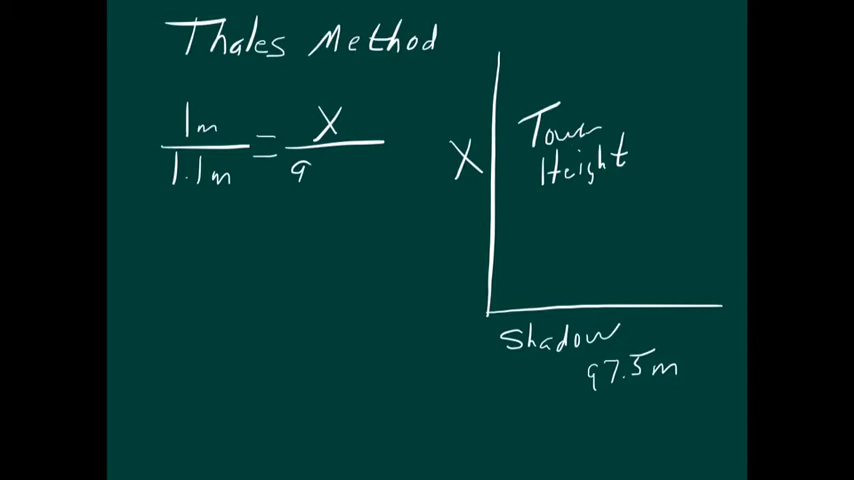 Thales Method
1m
1.1m
=
X
9
X
Tower
Height
Shadow
97.5m